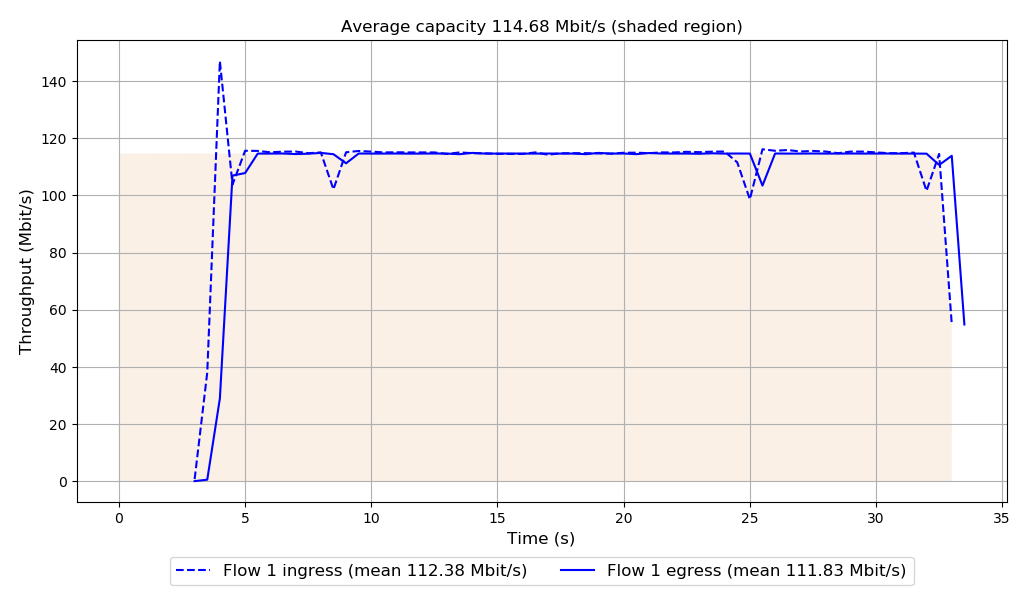 Average capacity 114.68 Mbit/s (shaded region)
Throughput (Mbit/s)
140
120
100
80
60
40
20
0
0 5 10 15 20 25 30 35
Time (s)
Flow 1 ingress (mean 112.38 Mbit/s) Flow 1 egress (mean 111.83 Mbit/s)